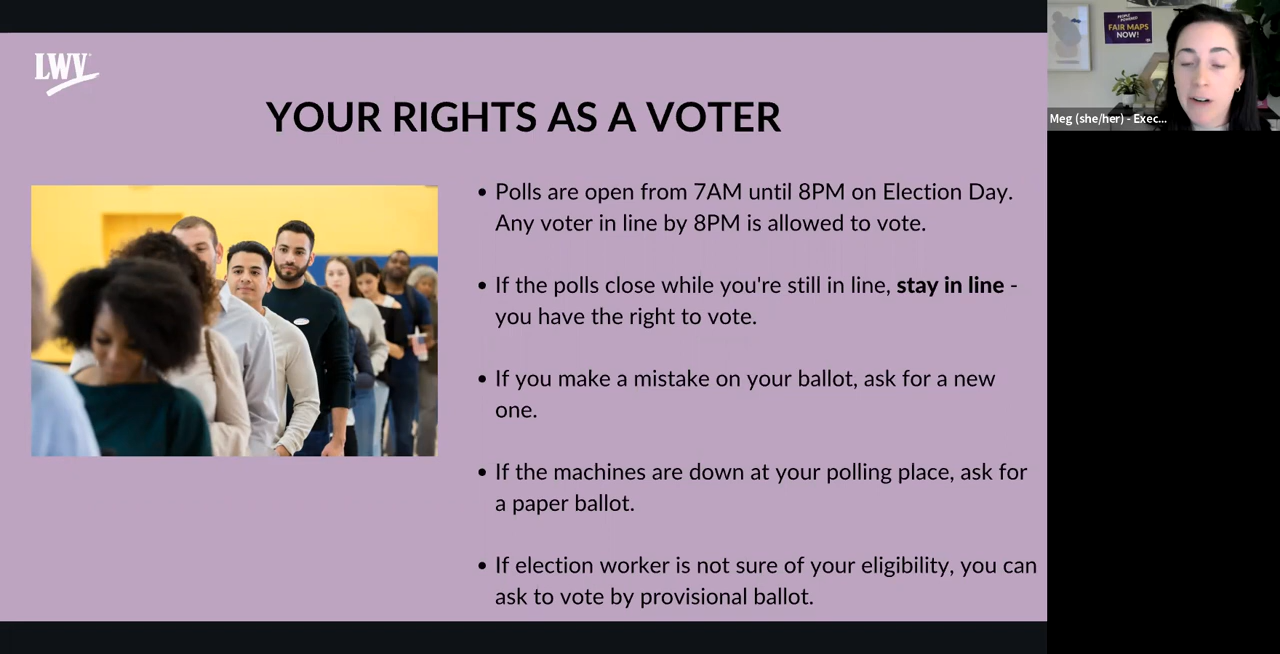 LWV
YOUR RIGHTS AS A VOTER
• Polls are open from 7AM until 8PM on Election Day.
Any voter in line by 8PM is allowed to vote.
• If the polls close while you're still in line, stay in line -
you have the right to vote.
• If you make a mistake on your ballot, ask for a new
one.
• If the machines are down at your polling place, ask for
a paper ballot.
• If election worker is not sure of your eligibility, you can
ask to vote by provisional ballot.
PEOPLE
POWERED
FAIR MAPS
NOW!
Meg (she/her) - Exec...